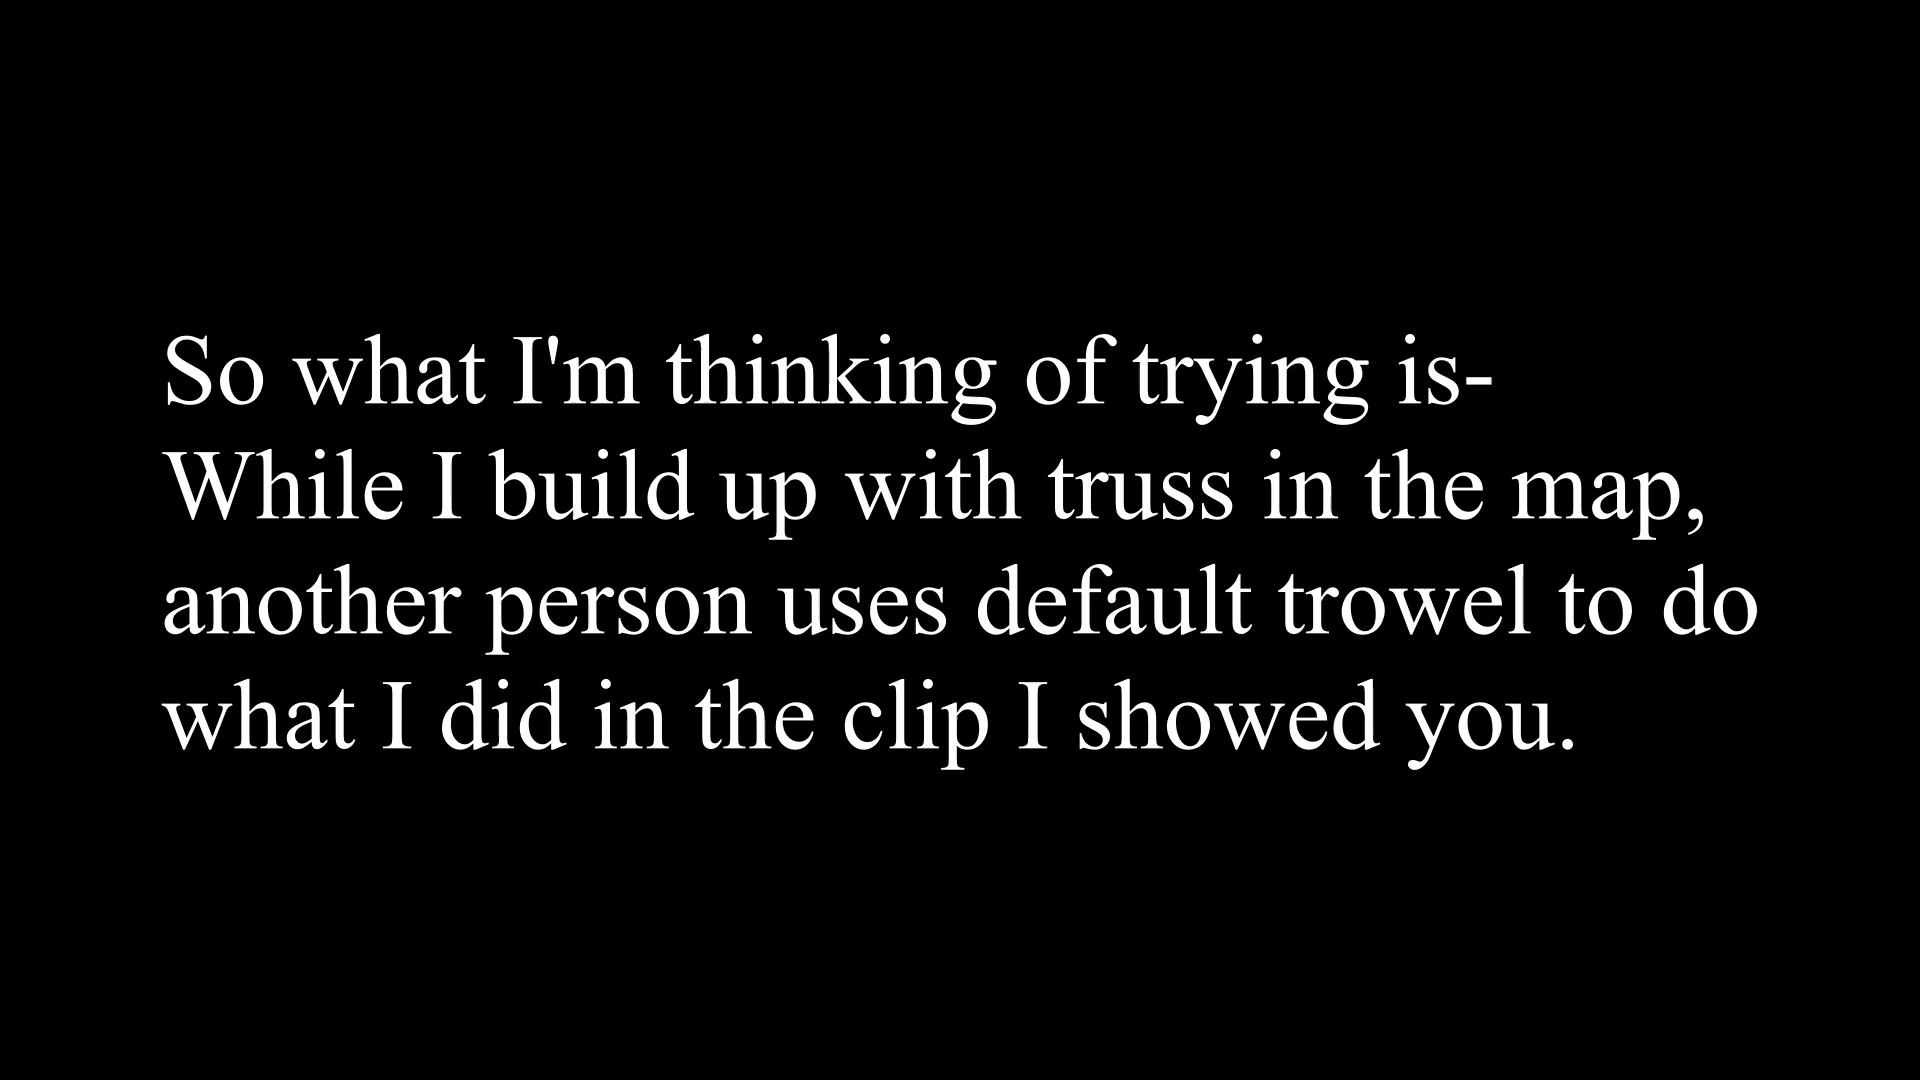 So what I'm thinking of trying is-
While I build up with truss in the map,
another person uses default trowel to do
what I did in the clip I showed you.